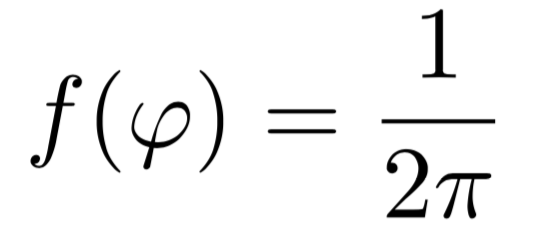 f(φ) = 1/2π